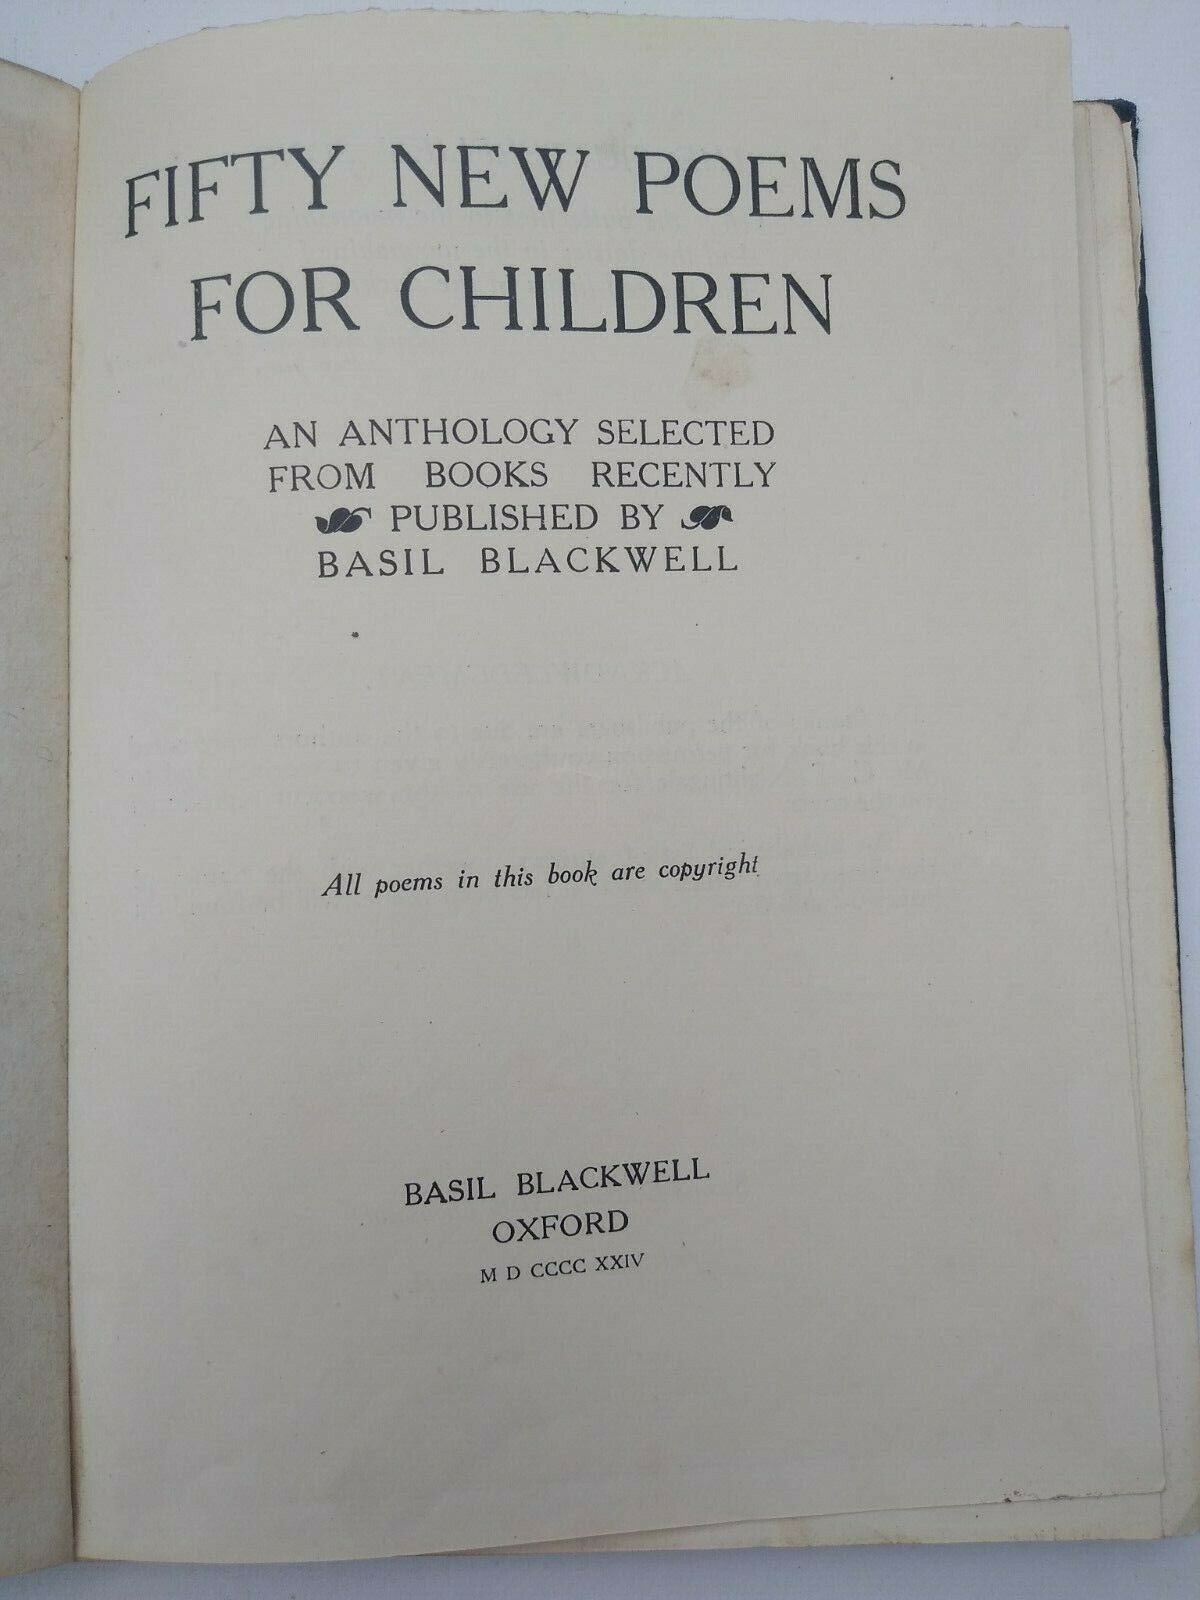 FIFTY NEW POEMS
FOR CHILDREN
AN ANTHOLOGY SELECTED
FROM BOOKS RECENTLY
PUBLISHED BY
BASIL BLACKWELL
All poems in this book are copyright
BASIL BLACKWELL
OXFORD
M D CCCC XXIV